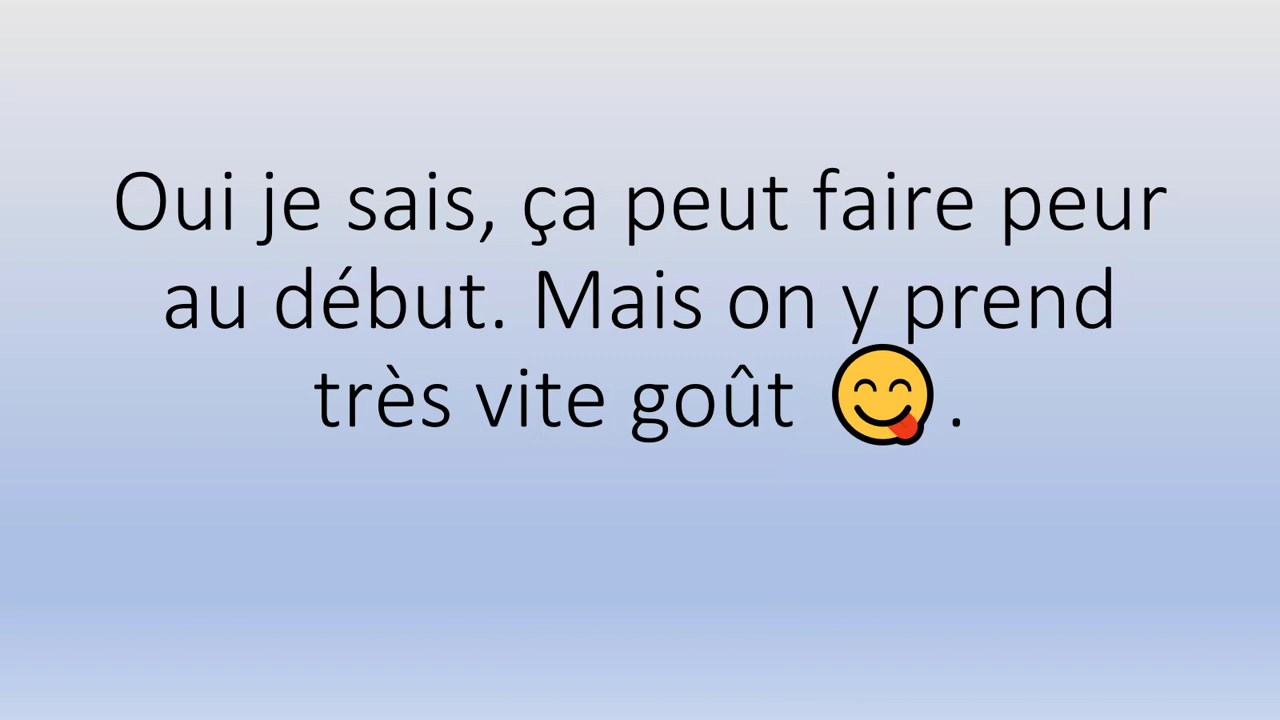 Oui je sais, ça peut faire peur
au début. Mais on y prend
très vite goût 😋.